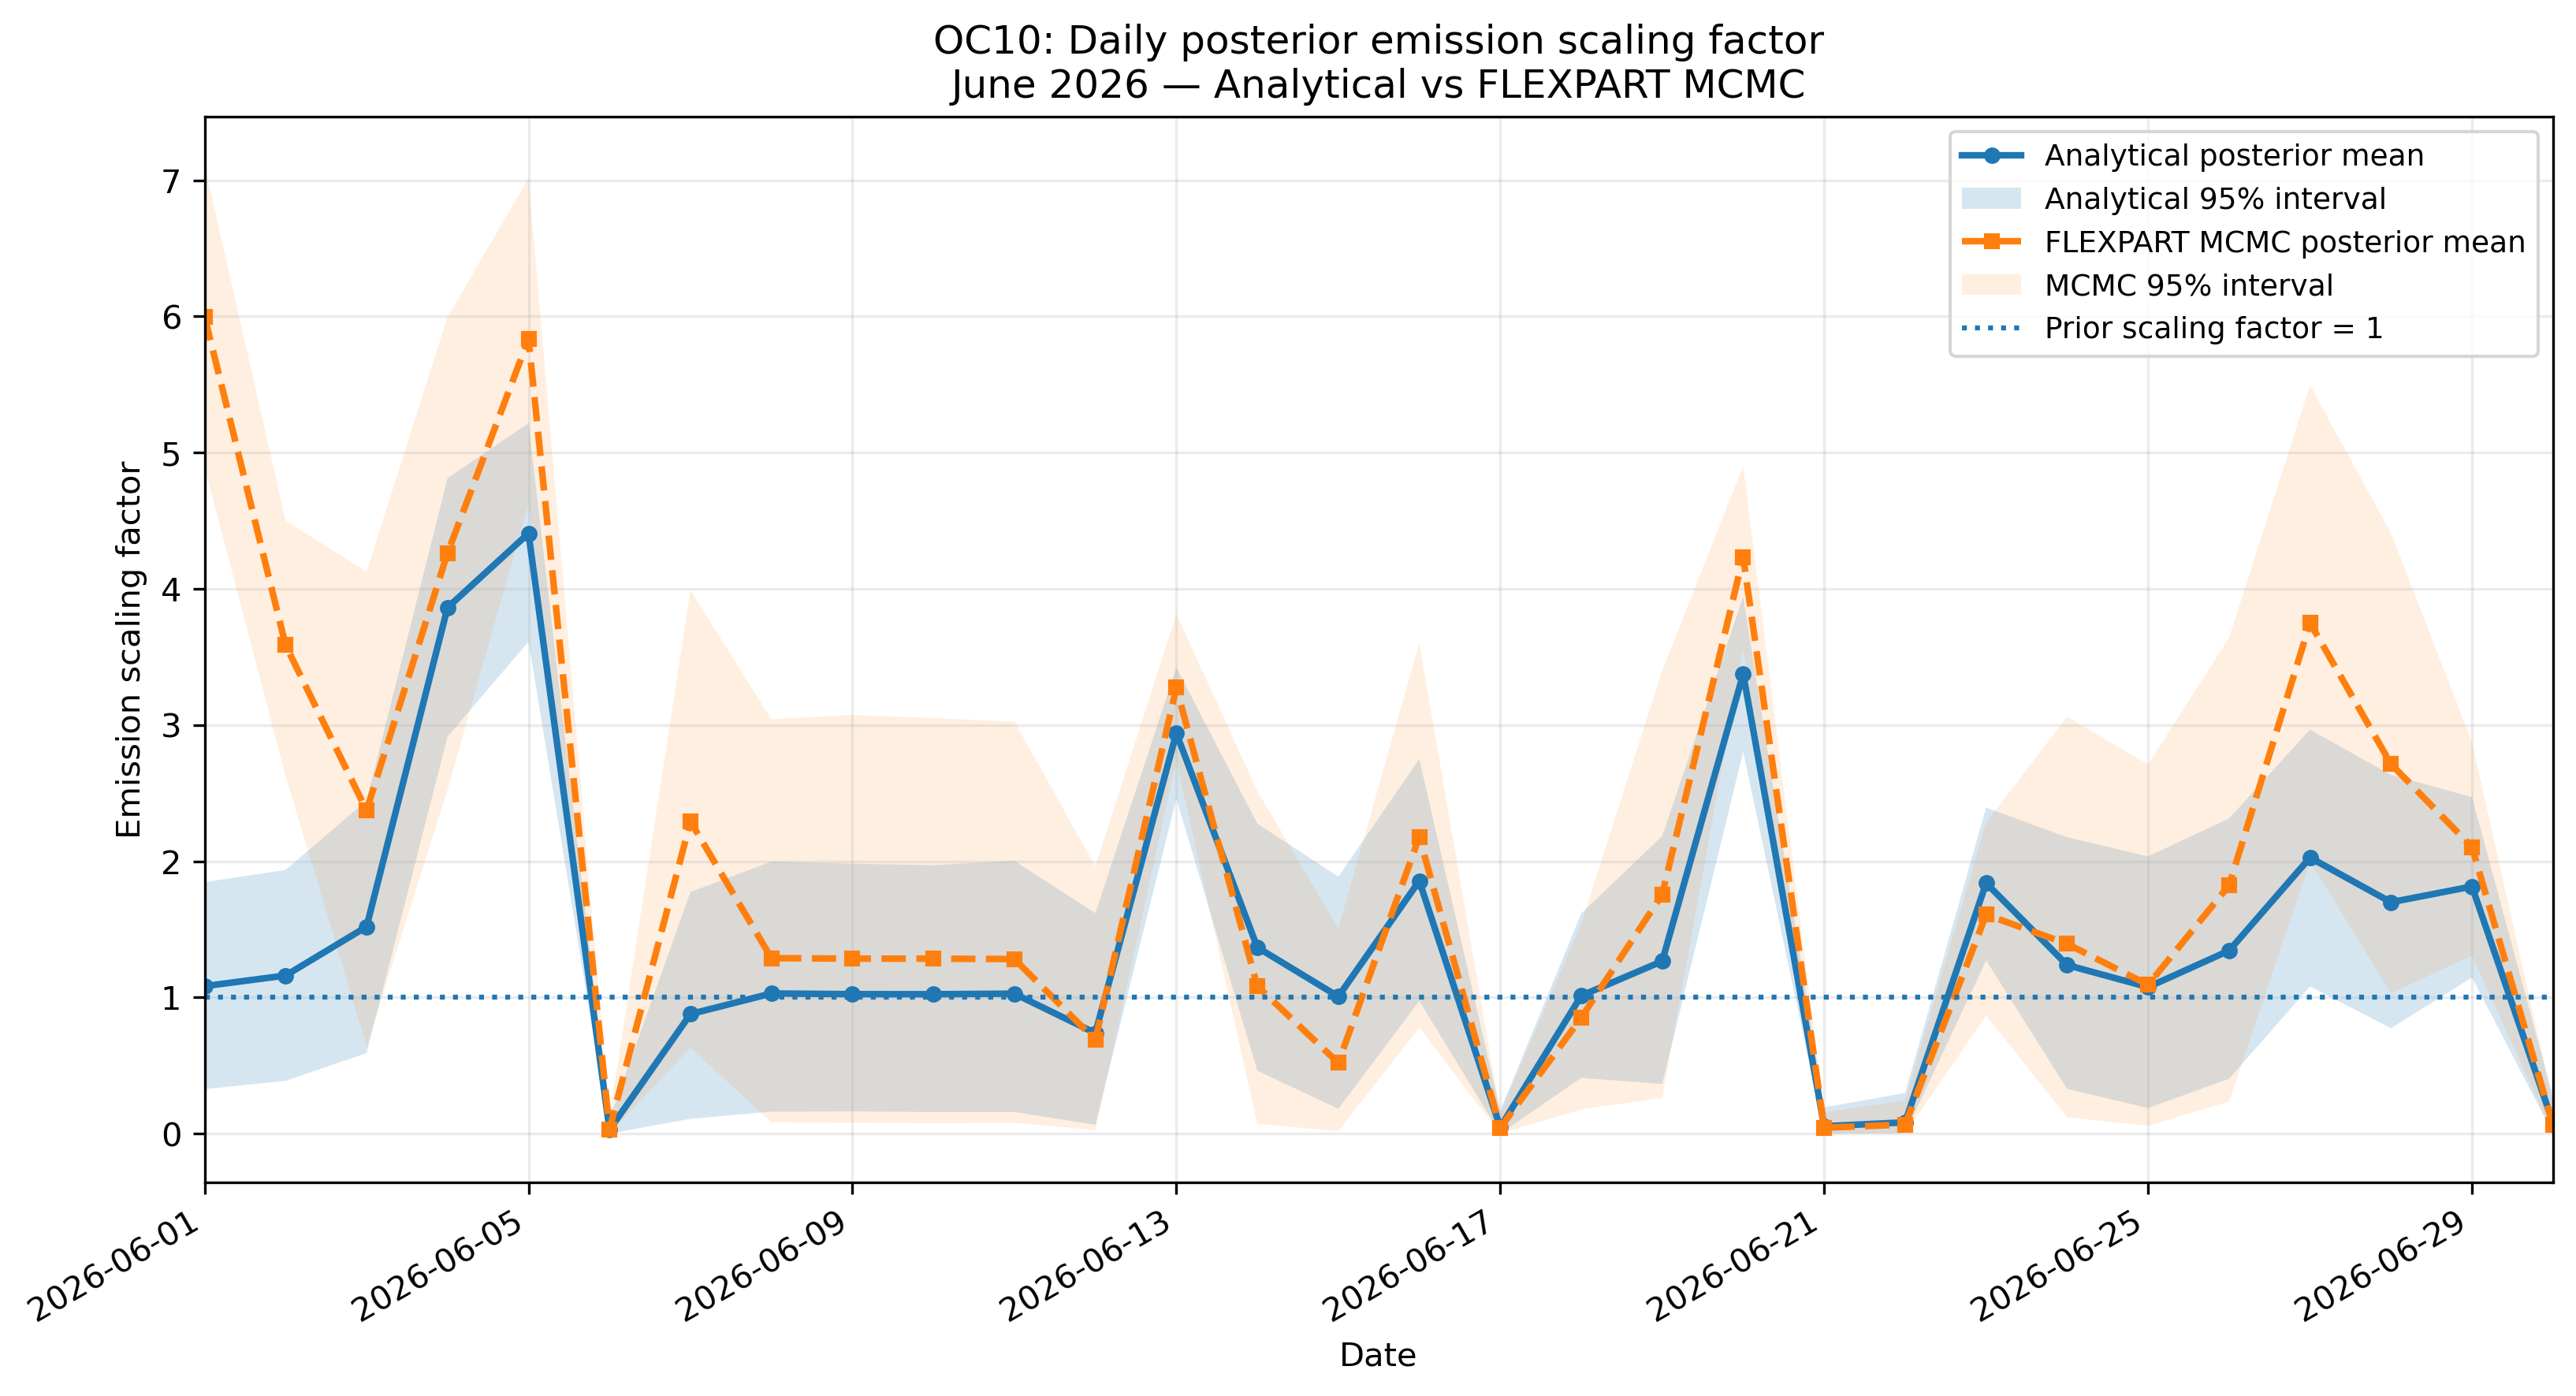 OC10: Daily posterior emission scaling factor
June 2026 — Analytical vs FLEXPART MCMC
Analytical posterior mean
Analytical 95% interval
FLEXPART MCMC posterior mean
MCMC 95% interval
Prior scaling factor = 1
Emission scaling factor
7
6
5
4
3
2
1
0
2026-06-01
2026-06-05
2026-06-09
2026-06-13
2026-06-17
2026-06-21
2026-06-25
2026-06-29
Date